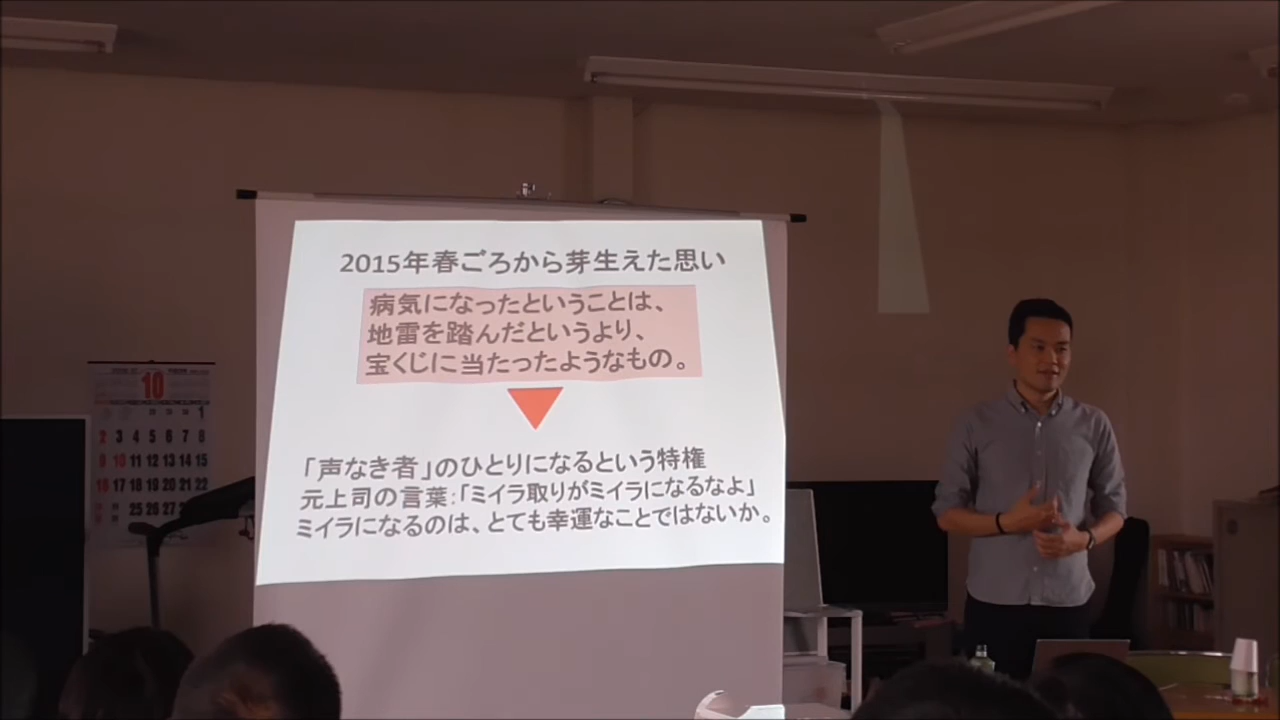 2015年春ごろから芽生えた思い
病気になったということは、
地雷を踏んだというより、
宝くじに当たったようなもの。
「声なき者」のひとりになるという特権
元上司の言葉:「ミイラ取りがミイラになるなよ」
ミイラになるのは、とても幸運なことではないか。
10
1
2 3 4 5 6 7 8
9 10 11 12 13 14 15
16 17 18 19 20 21 22
25 26 27 28 29